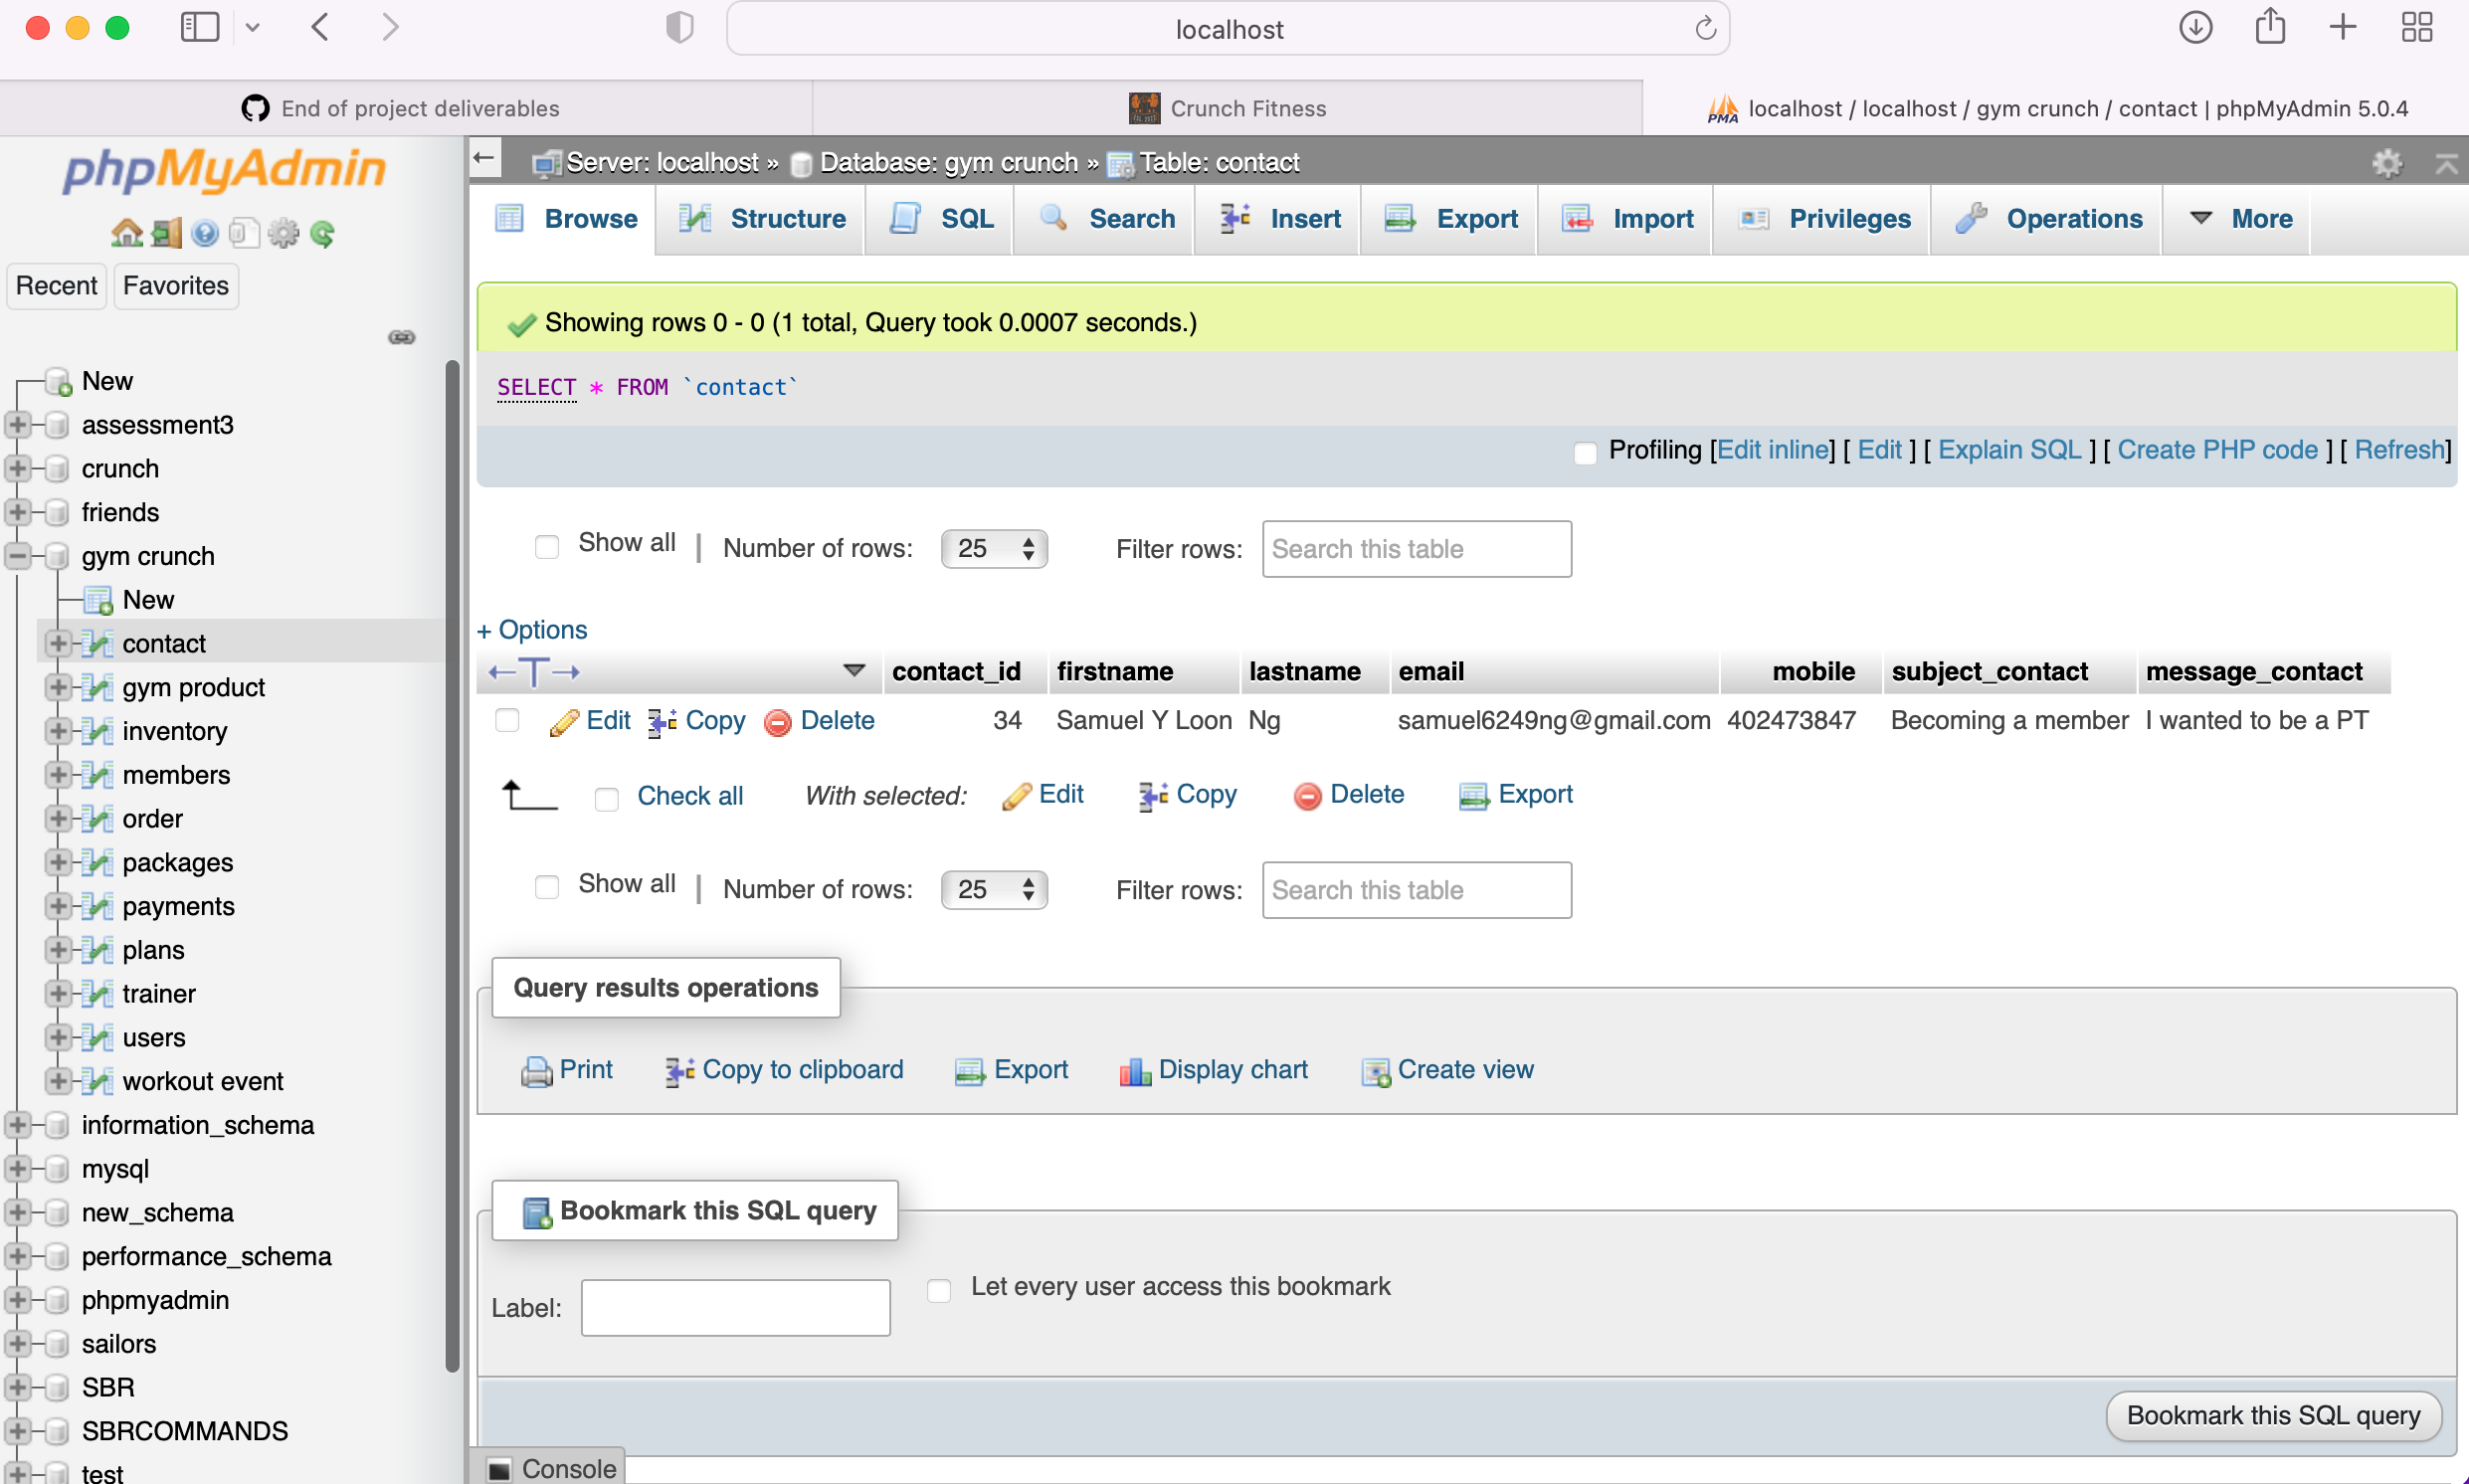 localhost
End of project deliverables
Crunch Fitness
PMA localhost / localhost / gym crunch / contact | phpMyAdmin 5.0.4
phpMyAdmin
Recent Favorites
New
assessment3
crunch
friends
gym crunch
New
contact
gym product
inventory
members
order
packages
payments
plans
trainer
users
workout event
information_schema
mysql
new_schema
performance_schema
phpmyadmin
sailors
SBR
SBRCOMMANDS
test
Server: localhost » Database: gym crunch » Table: contact
Browse Structure SQL Search Insert Export Import Privileges Operations More
Showing rows 0 - 0 (1 total, Query took 0.0007 seconds.)
SELECT * FROM `contact`
Profiling [Edit inline] [ Edit ] [ Explain SQL ] [ Create PHP code ] [ Refresh]
Show all | Number of rows: 25 Filter rows: Search this table
+ Options
←T→ contact_id firstname lastname email mobile subject_contact message_contact
Edit Copy Delete 34 Samuel Y Loon Ng samuel6249ng@gmail.com 402473847 Becoming a member I wanted to be a PT
Check all With selected: Edit Copy Delete Export
Show all | Number of rows: 25 Filter rows: Search this table
Query results operations
Print Copy to clipboard Export Display chart Create view
Bookmark this SQL query
Label: Let every user access this bookmark
Bookmark this SQL query
Console